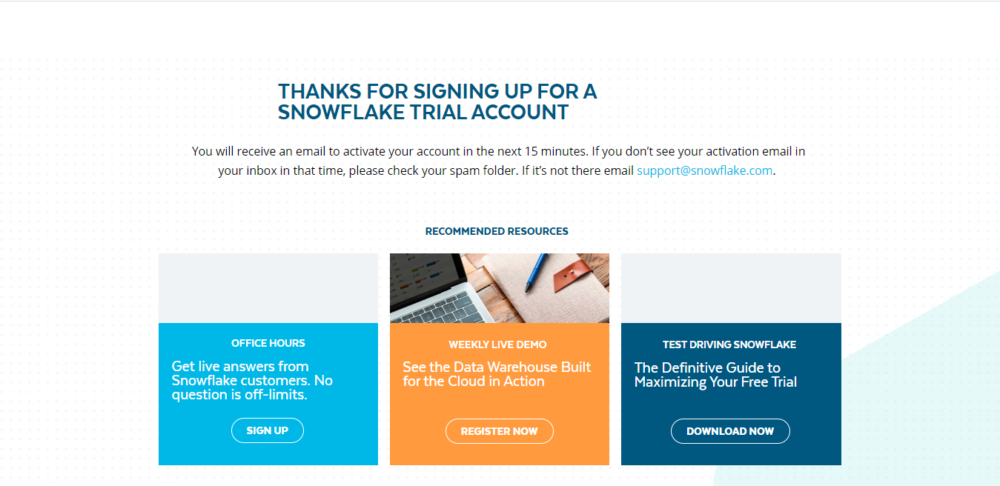 THANKS FOR SIGNING UP FOR A
SNOWFLAKE TRIAL ACCOUNT
You will receive an email to activate your account in the next 15 minutes. If you don’t see your activation email in
your inbox in that time, please check your spam folder. If it’s not there email support@snowflake.com.
RECOMMENDED RESOURCES
OFFICE HOURS
Get live answers from
Snowflake customers. No
question is off-limits.
SIGN UP
WEEKLY LIVE DEMO
See the Data Warehouse Built
for the Cloud in Action
REGISTER NOW
TEST DRIVING SNOWFLAKE
The Definitive Guide to
Maximizing Your Free Trial
DOWNLOAD NOW